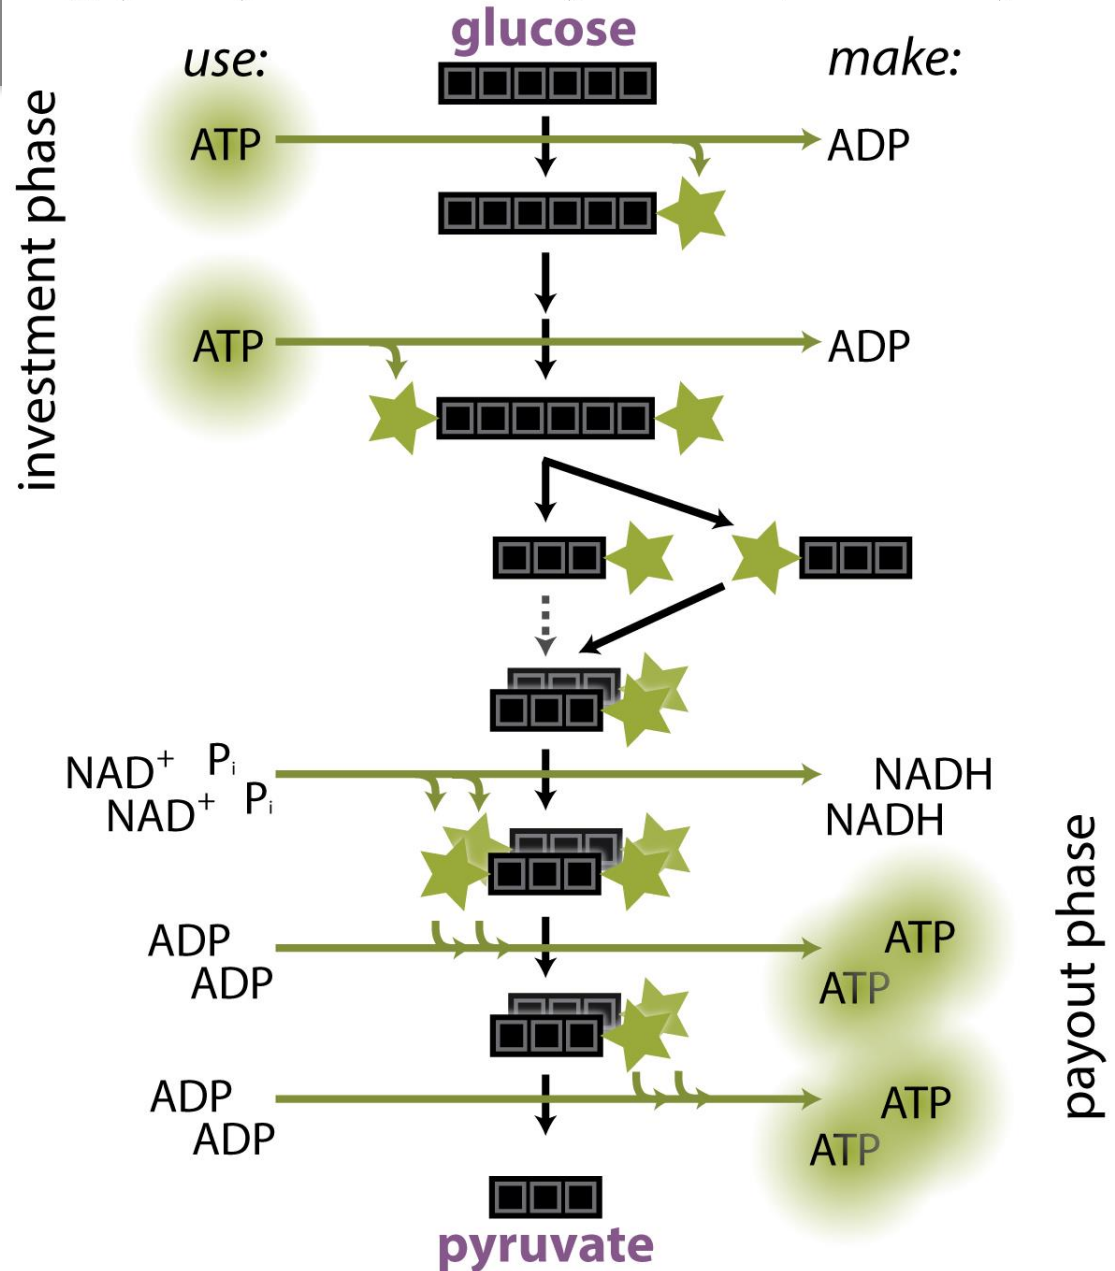 glucose
use:
make:
investment phase
ATP
ADP
ATP
ADP
NAD⁺ Pᵢ
NAD⁺ Pᵢ
NADH
NADH
ADP
ADP
ATP
ATP
payout phase
ADP
ADP
ATP
ATP
pyruvate